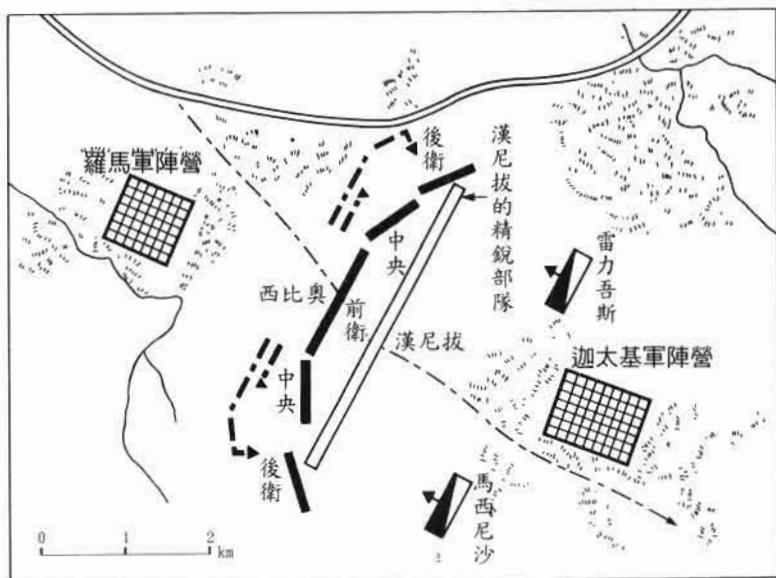 羅馬軍陣營
後衛
漢尼拔的精銳部隊
中央
雷力吾斯
西比奧
前衛
漢尼拔
迦太基軍陣營
中央
後衛
馬西尼沙
0 1 2
km